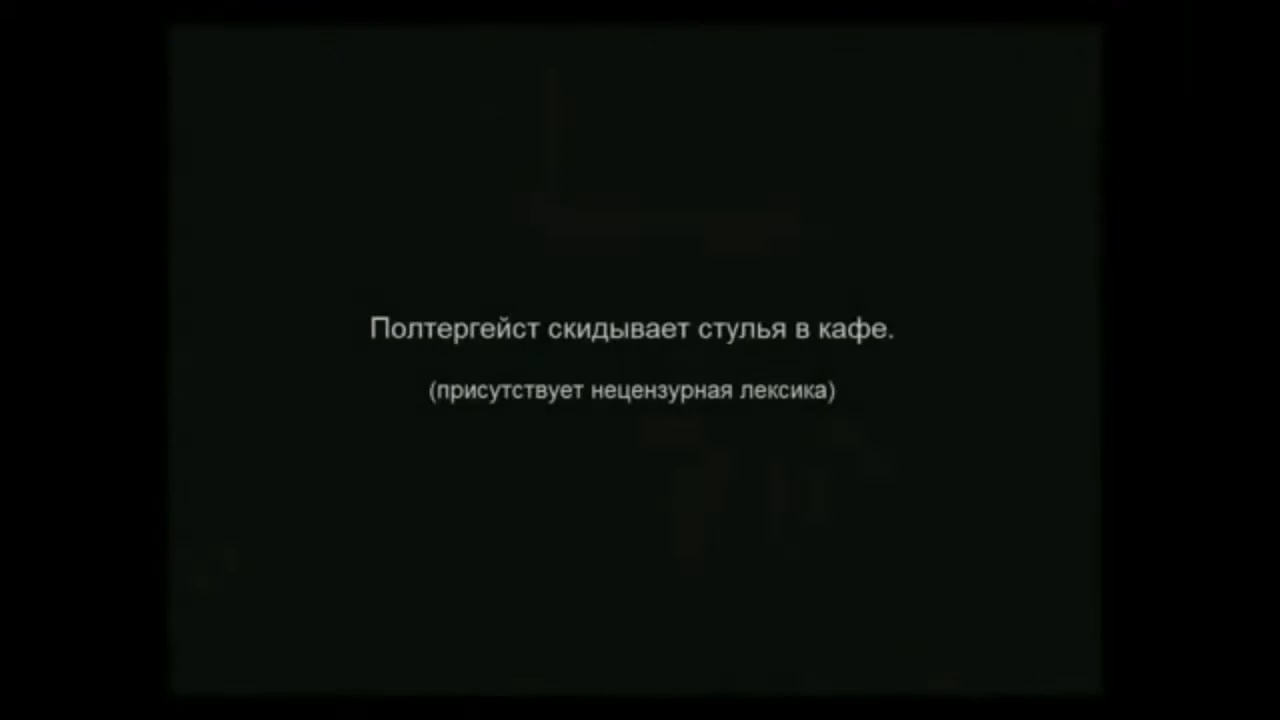 Полтергейст скидывает стулья в кафе.
(присутствует нецензурная лексика)